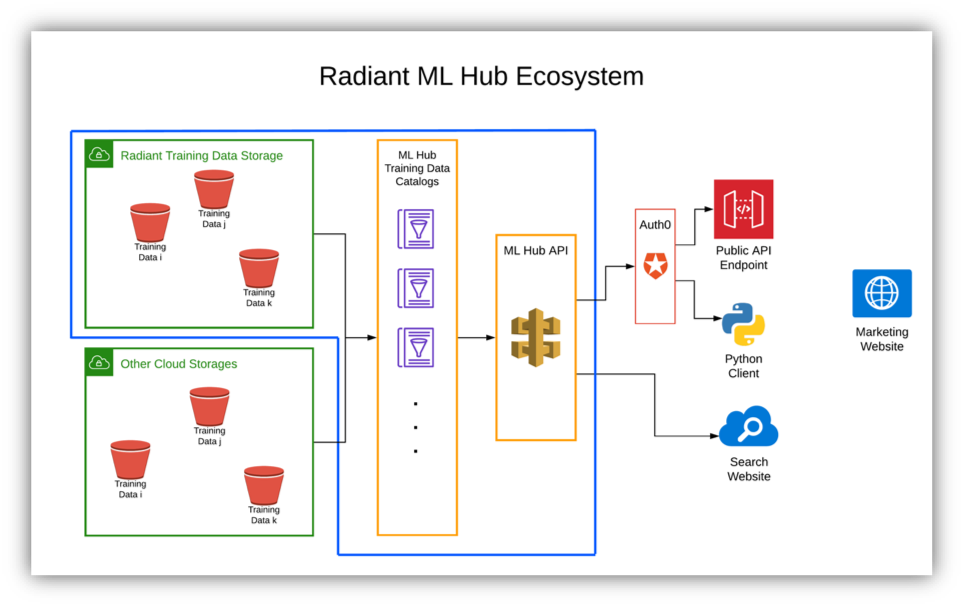 Radiant ML Hub Ecosystem
Radiant Training Data Storage
Training
Data j
Training
Data i
Training
Data k
Other Cloud Storages
Training
Data j
Training
Data i
Training
Data k
ML Hub
Training Data
Catalogs
.
.
.
ML Hub API
Auth0
</>
Public API
Endpoint
Python
Client
Search
Website
Marketing
Website